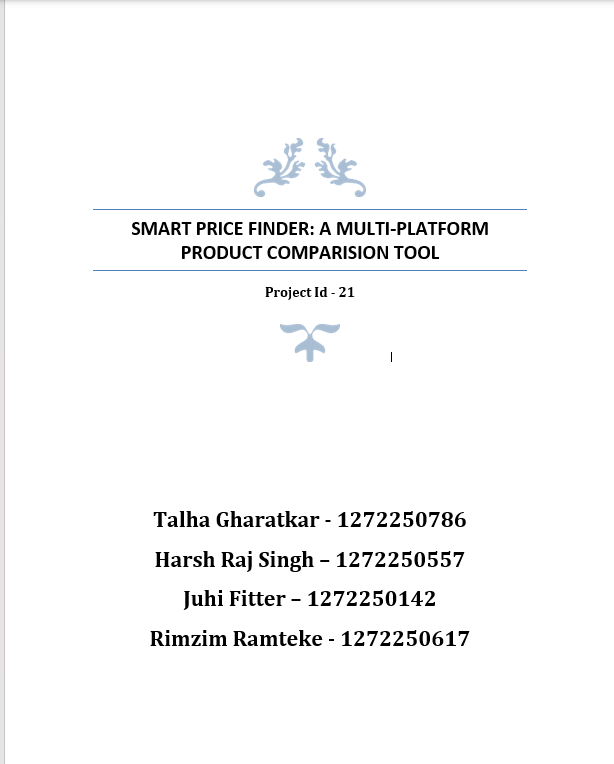 SMART PRICE FINDER: A MULTI-PLATFORM
PRODUCT COMPARISION TOOL
Project Id - 21
Talha Gharatkar - 1272250786
Harsh Raj Singh – 1272250557
Juhi Fitter – 1272250142
Rimzim Ramteke - 1272250617